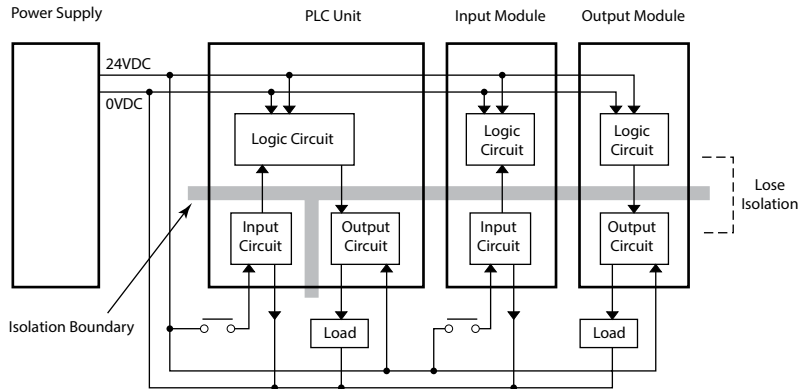 Power Supply
PLC Unit
Input Module
Output Module
24VDC
0VDC
Logic Circuit
Logic
Circuit
Logic
Circuit
Lose
Isolation
Input
Circuit
Output
Circuit
Input
Circuit
Output
Circuit
Isolation Boundary
Load
Load